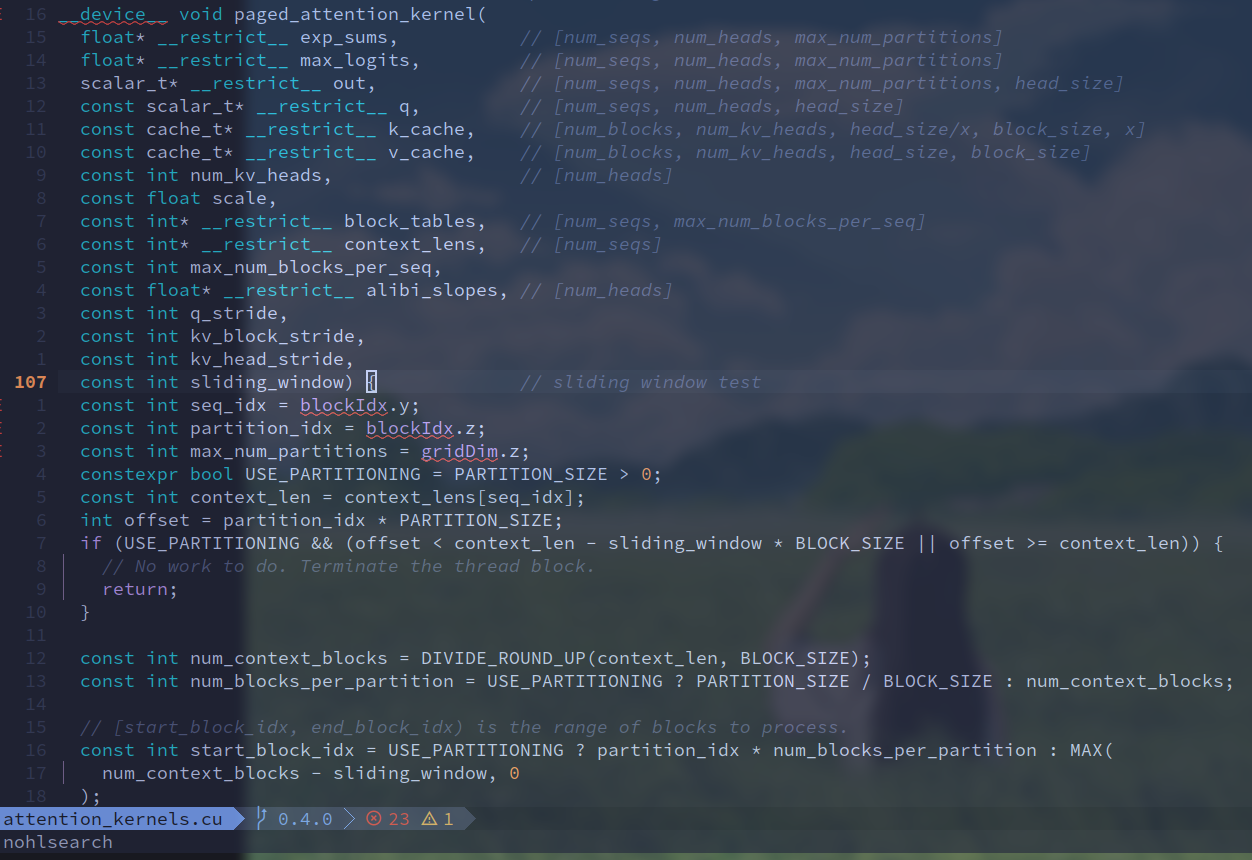 16 __device__ void paged_attention_kernel(
15 float* __restrict__ exp_sums, // [num_seqs, num_heads, max_num_partitions]
14 float* __restrict__ max_logits, // [num_seqs, num_heads, max_num_partitions]
13 scalar_t* __restrict__ out, // [num_seqs, num_heads, max_num_partitions, head_size]
12 const scalar_t* __restrict__ q, // [num_seqs, num_heads, head_size]
11 const cache_t* __restrict__ k_cache, // [num_blocks, num_kv_heads, head_size/x, block_size, x]
10 const cache_t* __restrict__ v_cache, // [num_blocks, num_kv_heads, head_size, block_size]
9 const int num_kv_heads, // [num_heads]
8 const float scale,
7 const int* __restrict__ block_tables, // [num_seqs, max_num_blocks_per_seq]
6 const int* __restrict__ context_lens, // [num_seqs]
5 const int max_num_blocks_per_seq,
4 const float* __restrict__ alibi_slopes, // [num_heads]
3 const int q_stride,
2 const int kv_block_stride,
1 const int kv_head_stride,
107 const int sliding_window) { // sliding window test
1 const int seq_idx = blockIdx.y;
2 const int partition_idx = blockIdx.z;
3 const int max_num_partitions = gridDim.z;
4 constexpr bool USE_PARTITIONING = PARTITION_SIZE > 0;
5 const int context_len = context_lens[seq_idx];
6 int offset = partition_idx * PARTITION_SIZE;
7 if (USE_PARTITIONING && (offset < context_len - sliding_window * BLOCK_SIZE || offset >= context_len)) {
8 // No work to do. Terminate the thread block.
9 return;
10 }
11
12 const int num_context_blocks = DIVIDE_ROUND_UP(context_len, BLOCK_SIZE);
13 const int num_blocks_per_partition = USE_PARTITIONING ? PARTITION_SIZE / BLOCK_SIZE : num_context_blocks;
14
15 // [start_block_idx, end_block_idx) is the range of blocks to process.
16 const int start_block_idx = USE_PARTITIONING ? partition_idx * num_blocks_per_partition : MAX(
17 num_context_blocks - sliding_window, 0
18 );
attention_kernels.cu 0.4.0 23 1
nohlsearch